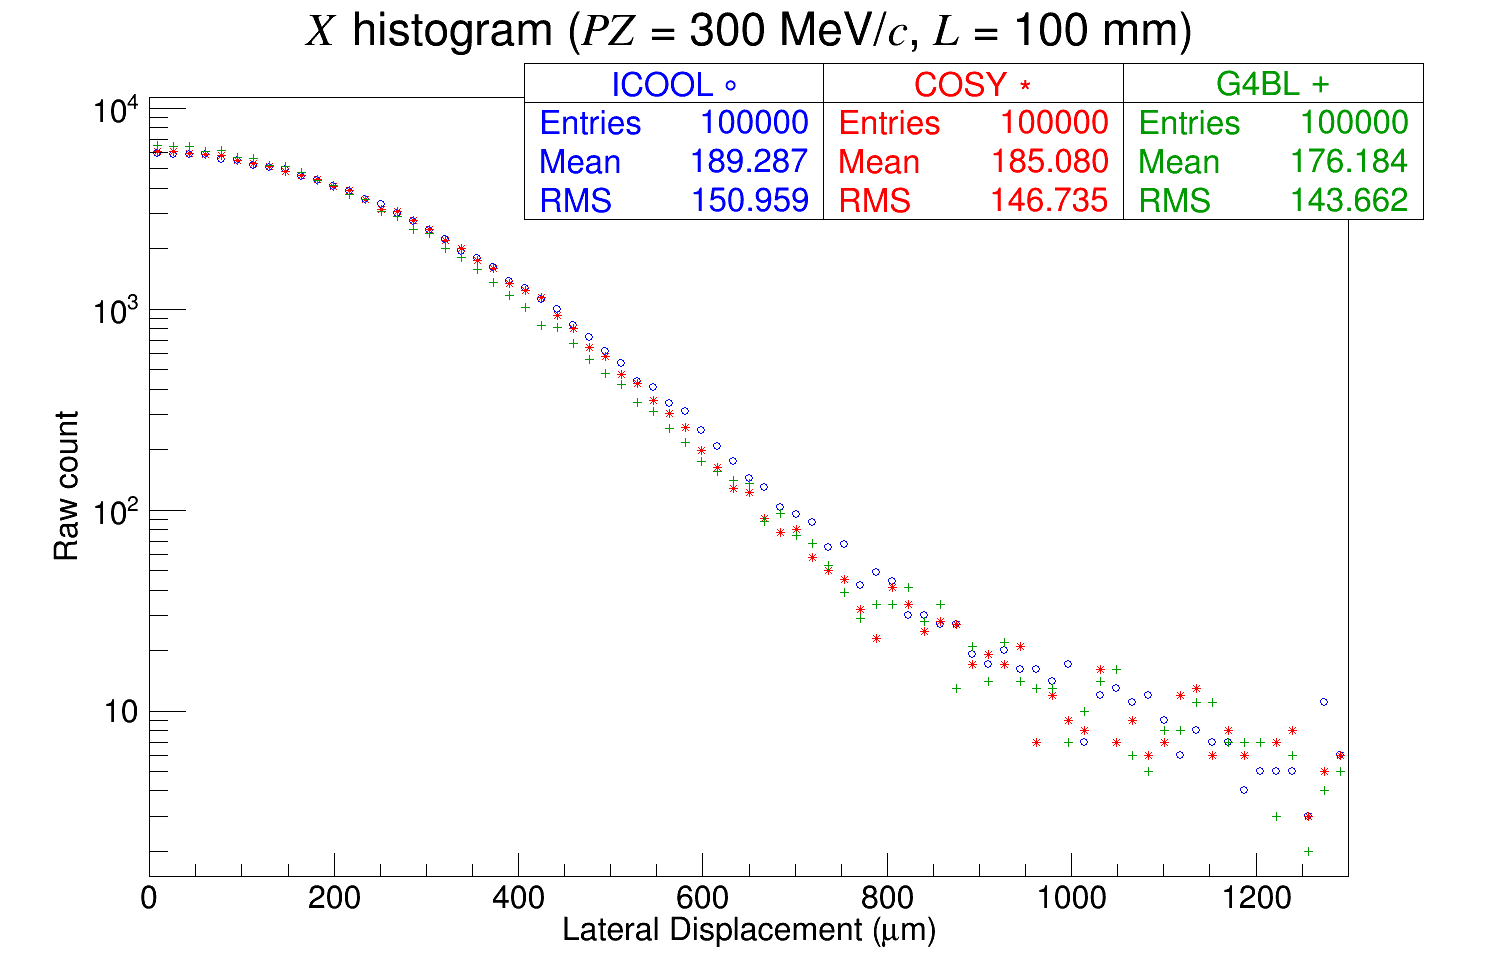 X histogram (PZ = 300 MeV/c, L = 100 mm)
ICOOL COSY * G4BL +
Entries 100000 Entries 100000 Entries 100000
Mean 189.287 Mean 185.080 Mean 176.184
RMS 150.959 RMS 146.735 RMS 143.662
10⁴
10³
10²
10
Raw count
0 200 400 600 800 1000 1200
Lateral Displacement (μm)